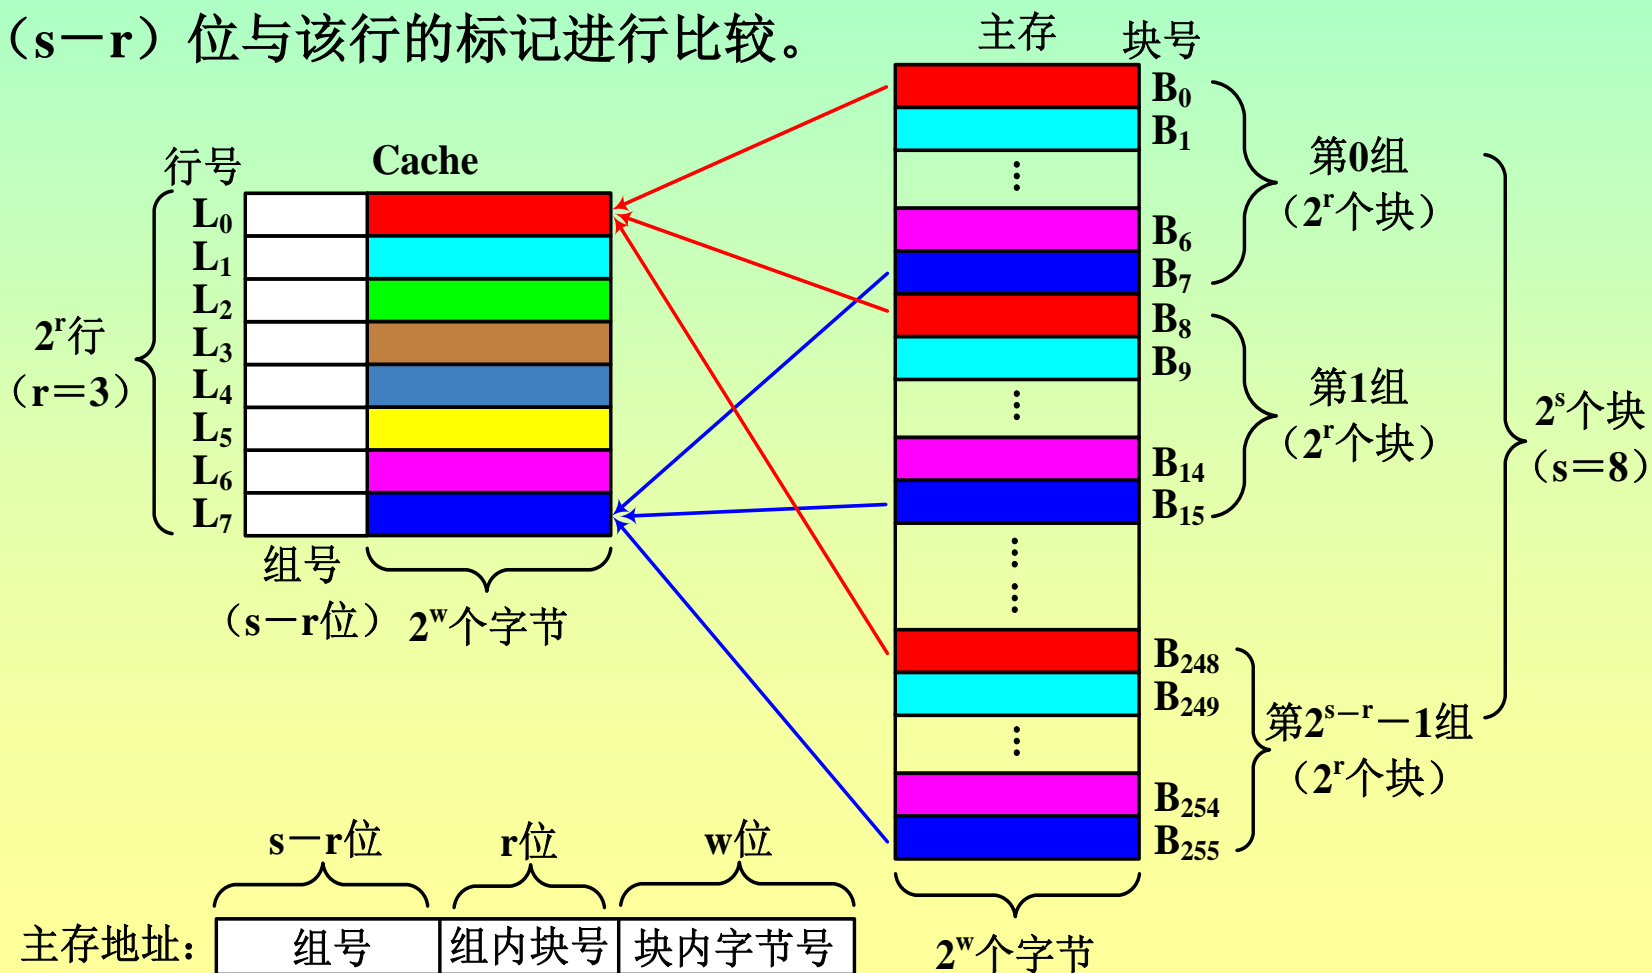 （s－r）位与该行的标记进行比较。
主存 块号
行号 Cache
L0
L1
L2
L3
L4
L5
L6
L7
2^r行
（r＝3）
组号
（s－r位）
2^w个字节
B0
B1
⋮
B6
B7
B8
B9
⋮
B14
B15
⋮
⋮
B248
B249
⋮
B254
B255
第0组
（2^r个块）
第1组
（2^r个块）
第2^s－r－1组
（2^r个块）
2^s个块
（s＝8）
2^w个字节
s－r位 r位 w位
主存地址： 组号 组内块号 块内字节号